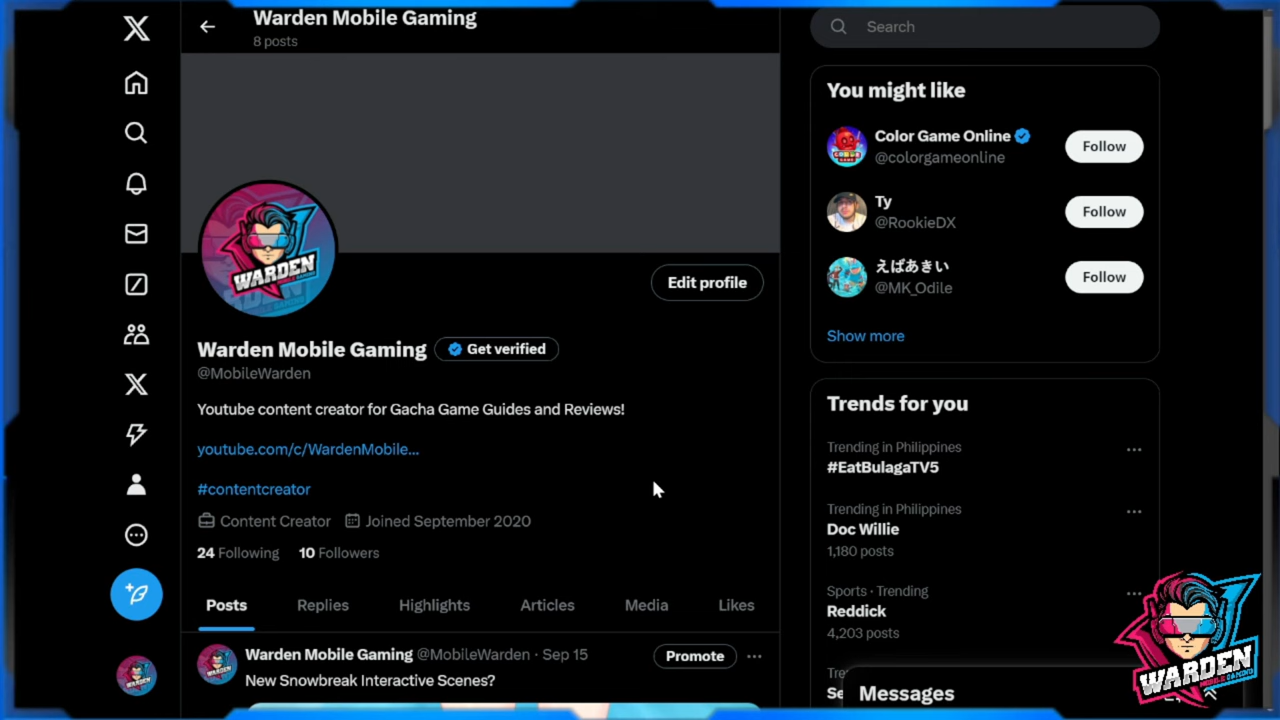 Warden Mobile Gaming
8 posts
Search
WARDEN
Edit profile
Warden Mobile Gaming
Get verified
@MobileWarden
Youtube content creator for Gacha Game Guides and Reviews!
youtube.com/c/WardenMobile...
#contentcreator
Content Creator
Joined September 2020
24 Following
10 Followers
Posts
Replies
Highlights
Articles
Media
Likes
WARDEN
Warden Mobile Gaming @MobileWarden · Sep 15
Promote
New Snowbreak Interactive Scenes?
You might like
Color Game Online
@colorgameonline
Follow
Ty
@RookieDX
Follow
えぱあきい
@MK_Odile
Follow
Show more
Trends for you
Trending in Philippines
#EatBulagaTV5
Trending in Philippines
Doc Willie
1,180 posts
Sports · Trending
Reddick
4,203 posts
Messages
WARDEN
MOBILE GAMING